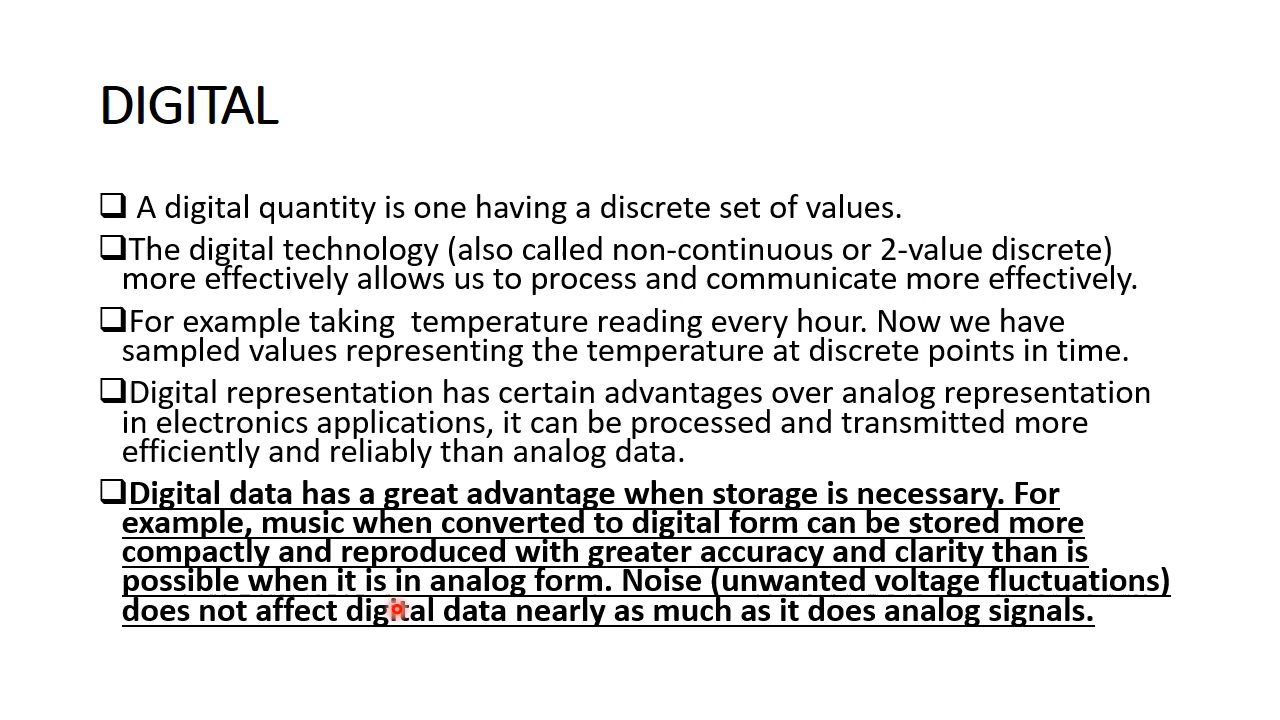 DIGITAL
❑ A digital quantity is one having a discrete set of values.
❑The digital technology (also called non-continuous or 2-value discrete)
more effectively allows us to process and communicate more effectively.
❑For example taking  temperature reading every hour. Now we have
sampled values representing the temperature at discrete points in time.
❑Digital representation has certain advantages over analog representation
in electronics applications, it can be processed and transmitted more
efficiently and reliably than analog data.
❑Digital data has a great advantage when storage is necessary. For
example, music when converted to digital form can be stored more
compactly and reproduced with greater accuracy and clarity than is
possible when it is in analog form. Noise (unwanted voltage fluctuations)
does not affect digital data nearly as much as it does analog signals.